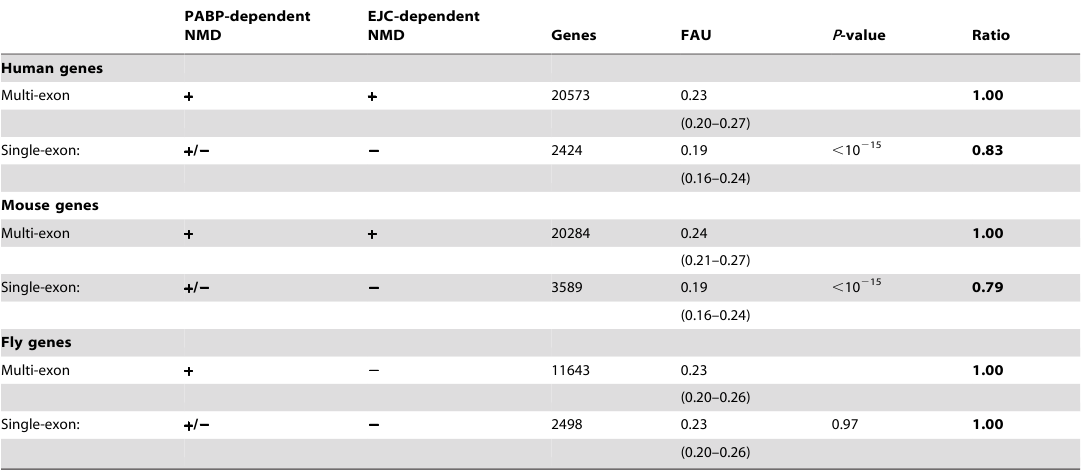 PABP-dependent NMD EJC-dependent NMD Genes FAU P-value Ratio
Human genes
Multi-exon + + 20573 0.23 1.00
(0.20–0.27)
Single-exon: +/− − 2424 0.19 <10−15 0.83
(0.16–0.24)
Mouse genes
Multi-exon + + 20284 0.24 1.00
(0.21–0.27)
Single-exon: +/− − 3589 0.19 <10−15 0.79
(0.16–0.24)
Fly genes
Multi-exon + − 11643 0.23 1.00
(0.20–0.26)
Single-exon: +/− − 2498 0.23 0.97 1.00
(0.20–0.26)